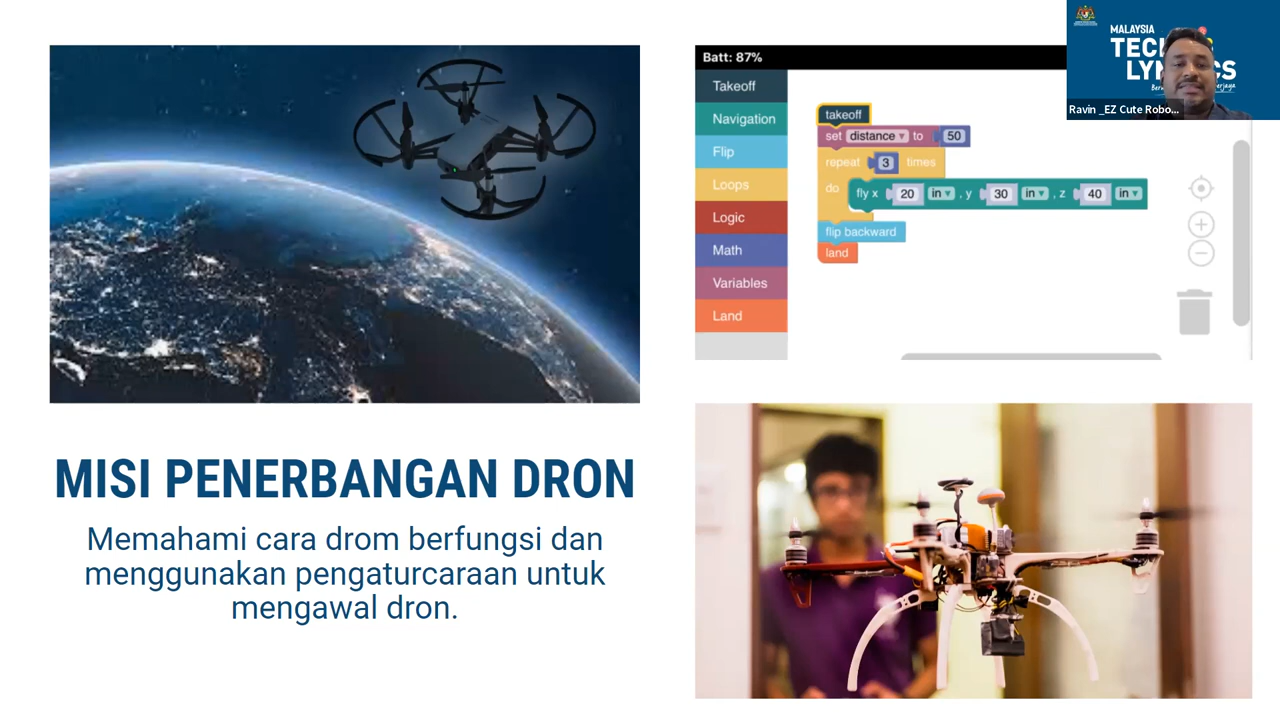 Batt: 87%
Takeoff
Navigation
Flip
Loops
Logic
Math
Variables
Land
takeoff
set distance to 50
repeat 3 times
do fly x 20 in , y 30 in , z 40 in
flip backward
land
MALAYSIA
Ravin _EZ Cute Robo...
MISI PENERBANGAN DRON
Memahami cara drom berfungsi dan
menggunakan pengaturcaraan untuk
mengawal dron.